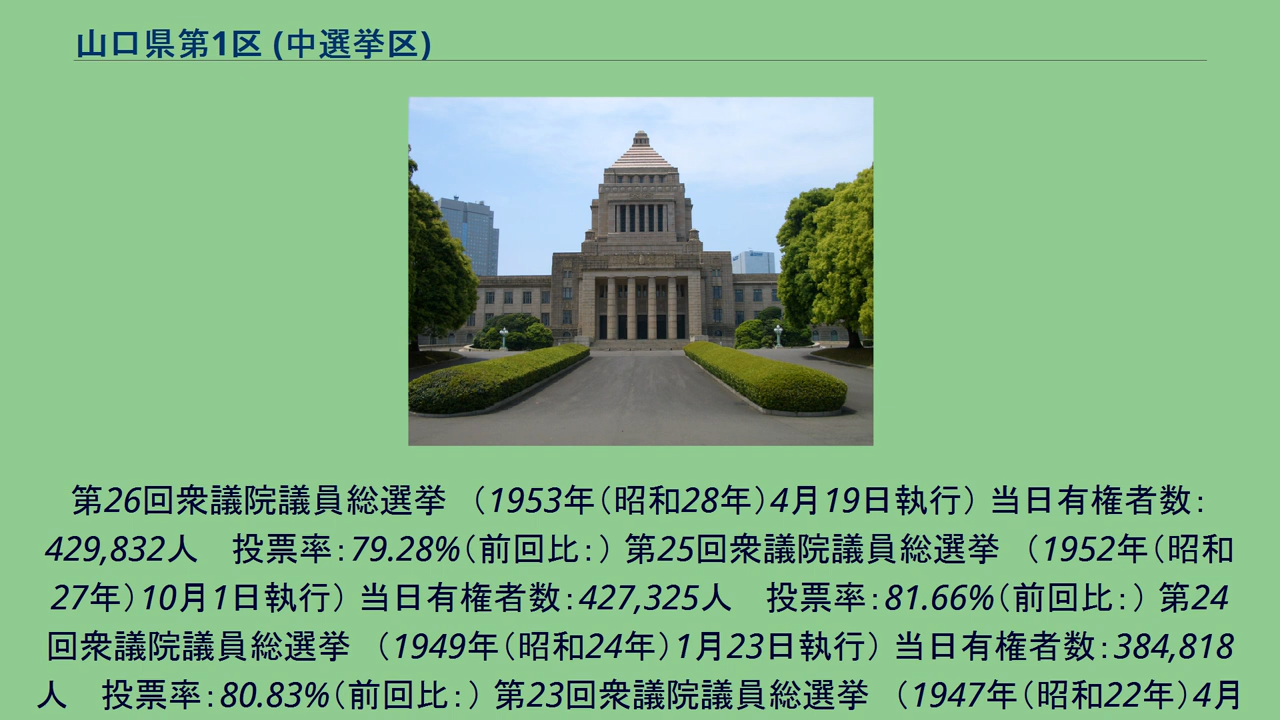 山口県第1区 (中選挙区)
第26回衆議院議員総選挙　（1953年（昭和28年）4月19日執行） 当日有権者数：
429,832人　投票率：79.28%（前回比：） 第25回衆議院議員総選挙　（1952年（昭和
27年）10月1日執行） 当日有権者数：427,325人　投票率：81.66%（前回比：） 第24
回衆議院議員総選挙　（1949年（昭和24年）1月23日執行） 当日有権者数：384,818
人　投票率：80.83%（前回比：） 第23回衆議院議員総選挙　（1947年（昭和22年）4月